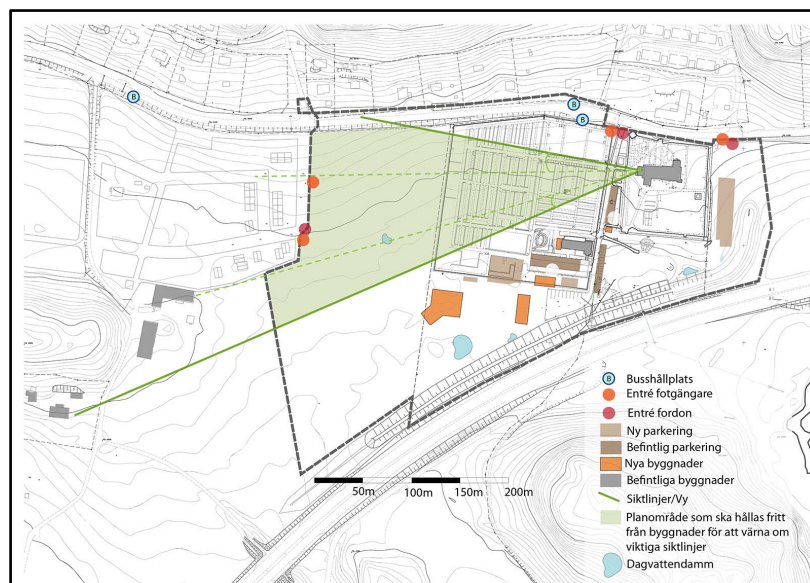 B
B
B
B Busshållplats
Entré fotgängare
Entré fordon
Ny parkering
Befintlig parkering
Nya byggnader
Befintliga byggnader
Siktlinjer/Vy
Planområde som ska hållas fritt
från byggnader för att värna om
viktiga siktlinjer
Dagvattendamm
50m 100m 150m 200m